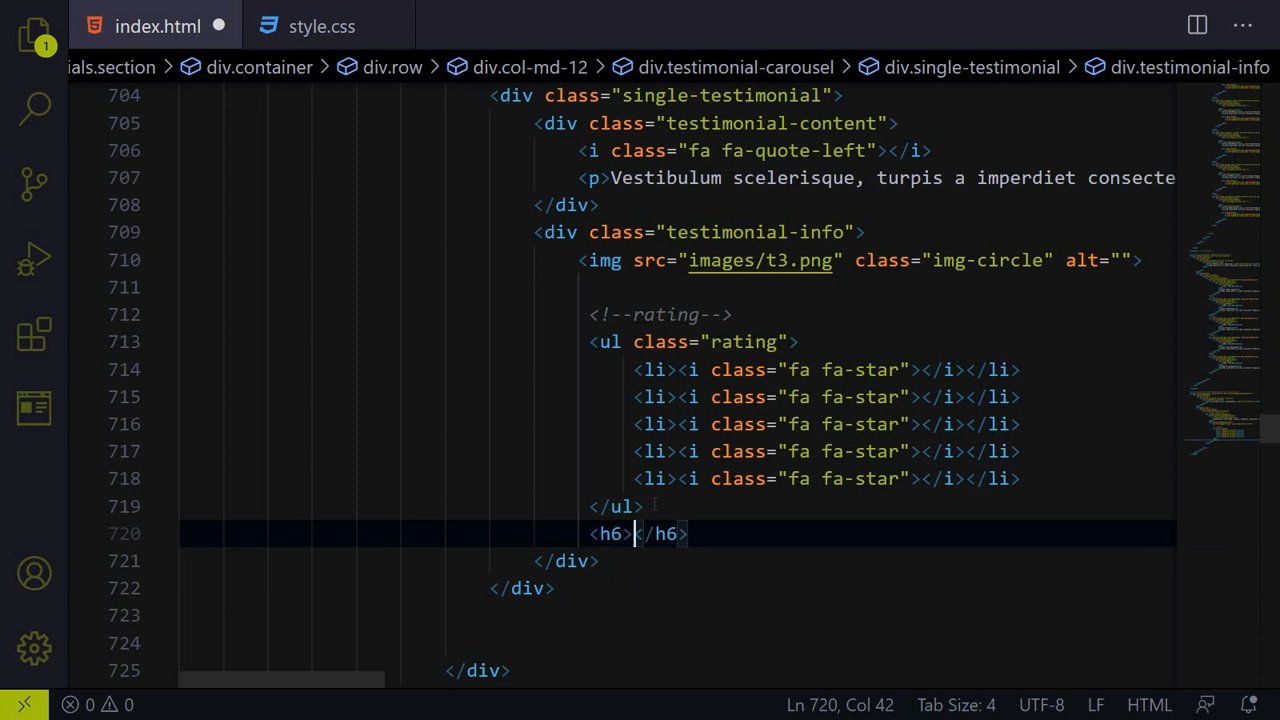 index.html
style.css
1
ials.section
div.container
div.row
div.col-md-12
div.testimonial-carousel
div.single-testimonial
div.testimonial-info
704 <div class="single-testimonial">
705 <div class="testimonial-content">
706 <i class="fa fa-quote-left"></i>
707 <p>Vestibulum scelerisque, turpis a imperdiet consecte
708 </div>
709 <div class="testimonial-info">
710 <img src="images/t3.png" class="img-circle" alt="">
711
712 <!--rating-->
713 <ul class="rating">
714 <li><i class="fa fa-star"></i></li>
715 <li><i class="fa fa-star"></i></li>
716 <li><i class="fa fa-star"></i></li>
717 <li><i class="fa fa-star"></i></li>
718 <li><i class="fa fa-star"></i></li>
719 </ul>
720 <h6></h6>
721 </div>
722 </div>
723
724
725 </div>
0 0 Ln 720, Col 42 Tab Size: 4 UTF-8 LF HTML